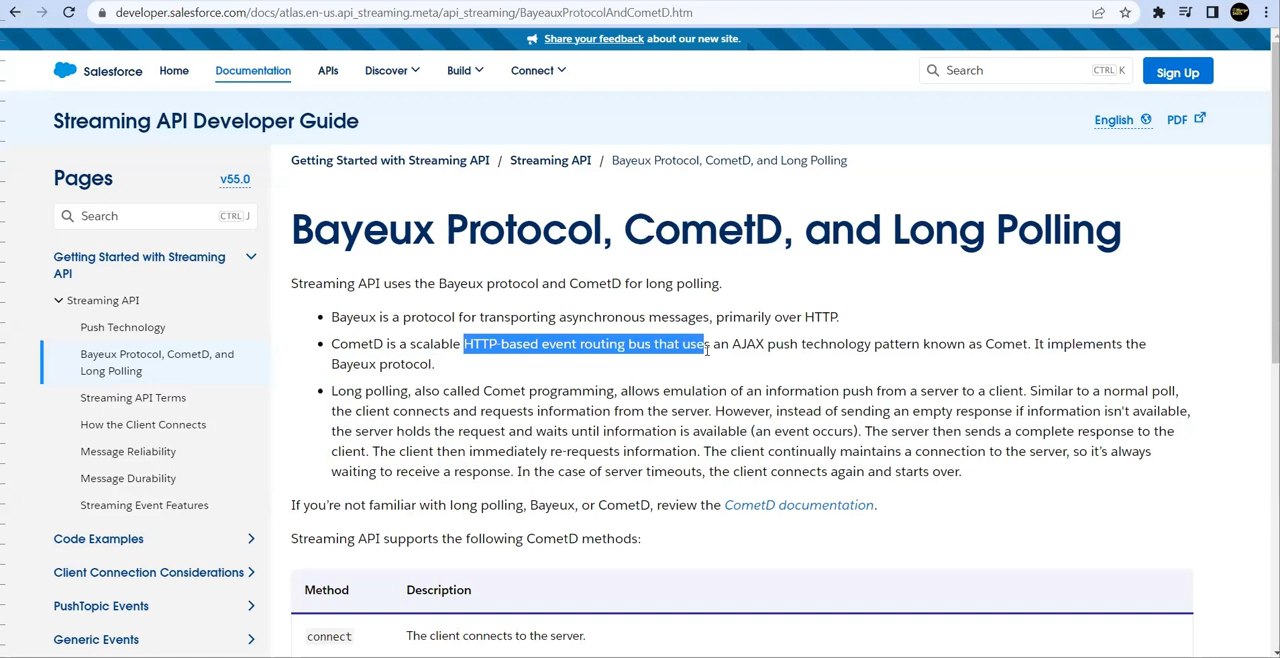 developer.salesforce.com/docs/atlas.en-us.api_streaming.meta/api_streaming/BayeauxProtocolAndCometD.htm
Share your feedback about our new site.
Salesforce Home Documentation APIs Discover Build Connect Search CTRL K Sign Up
Streaming API Developer Guide English PDF
Pages v55.0
Search CTRL J
Getting Started with Streaming
API
Streaming API
Push Technology
Bayeux Protocol, CometD, and
Long Polling
Streaming API Terms
How the Client Connects
Message Reliability
Message Durability
Streaming Event Features
Code Examples
Client Connection Considerations
PushTopic Events
Generic Events
Getting Started with Streaming API / Streaming API / Bayeux Protocol, CometD, and Long Polling
Bayeux Protocol, CometD, and Long Polling
Streaming API uses the Bayeux protocol and CometD for long polling.
• Bayeux is a protocol for transporting asynchronous messages, primarily over HTTP.
• CometD is a scalable HTTP-based event routing bus that uses an AJAX push technology pattern known as Comet. It implements the
Bayeux protocol.
• Long polling, also called Comet programming, allows emulation of an information push from a server to a client. Similar to a normal poll,
the client connects and requests information from the server. However, instead of sending an empty response if information isn't available,
the server holds the request and waits until information is available (an event occurs). The server then sends a complete response to the
client. The client then immediately re-requests information. The client continually maintains a connection to the server, so it's always
waiting to receive a response. In the case of server timeouts, the client connects again and starts over.
If you're not familiar with long polling, Bayeux, or CometD, review the CometD documentation.
Streaming API supports the following CometD methods:
Method Description
connect The client connects to the server.